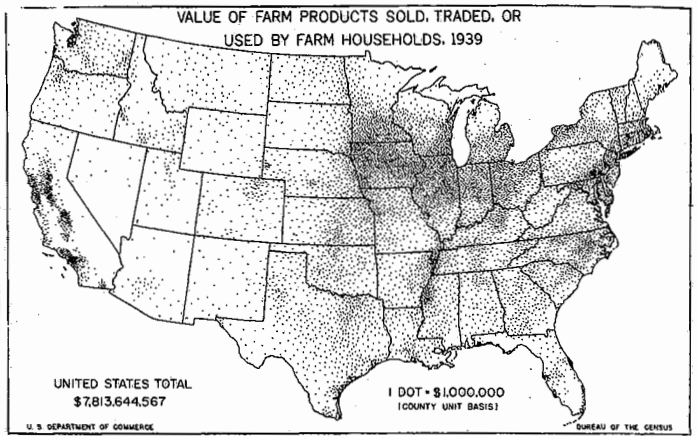 VALUE OF FARM PRODUCTS SOLD, TRADED, OR
USED BY FARM HOUSEHOLDS, 1939
UNITED STATES TOTAL
$7,813,644,567
1 DOT = $1,000,000
(COUNTY UNIT BASIS)
U. S. DEPARTMENT OF COMMERCE
BUREAU OF THE CENSUS